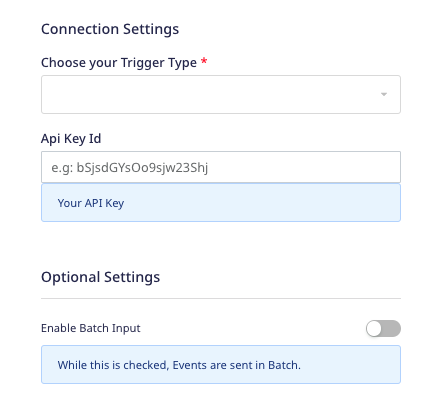 Connection Settings
Choose your Trigger Type *
Api Key Id
e.g: bSjsdGYsOo9sjw23Shj
Your API Key
Optional Settings
Enable Batch Input
While this is checked, Events are sent in Batch.